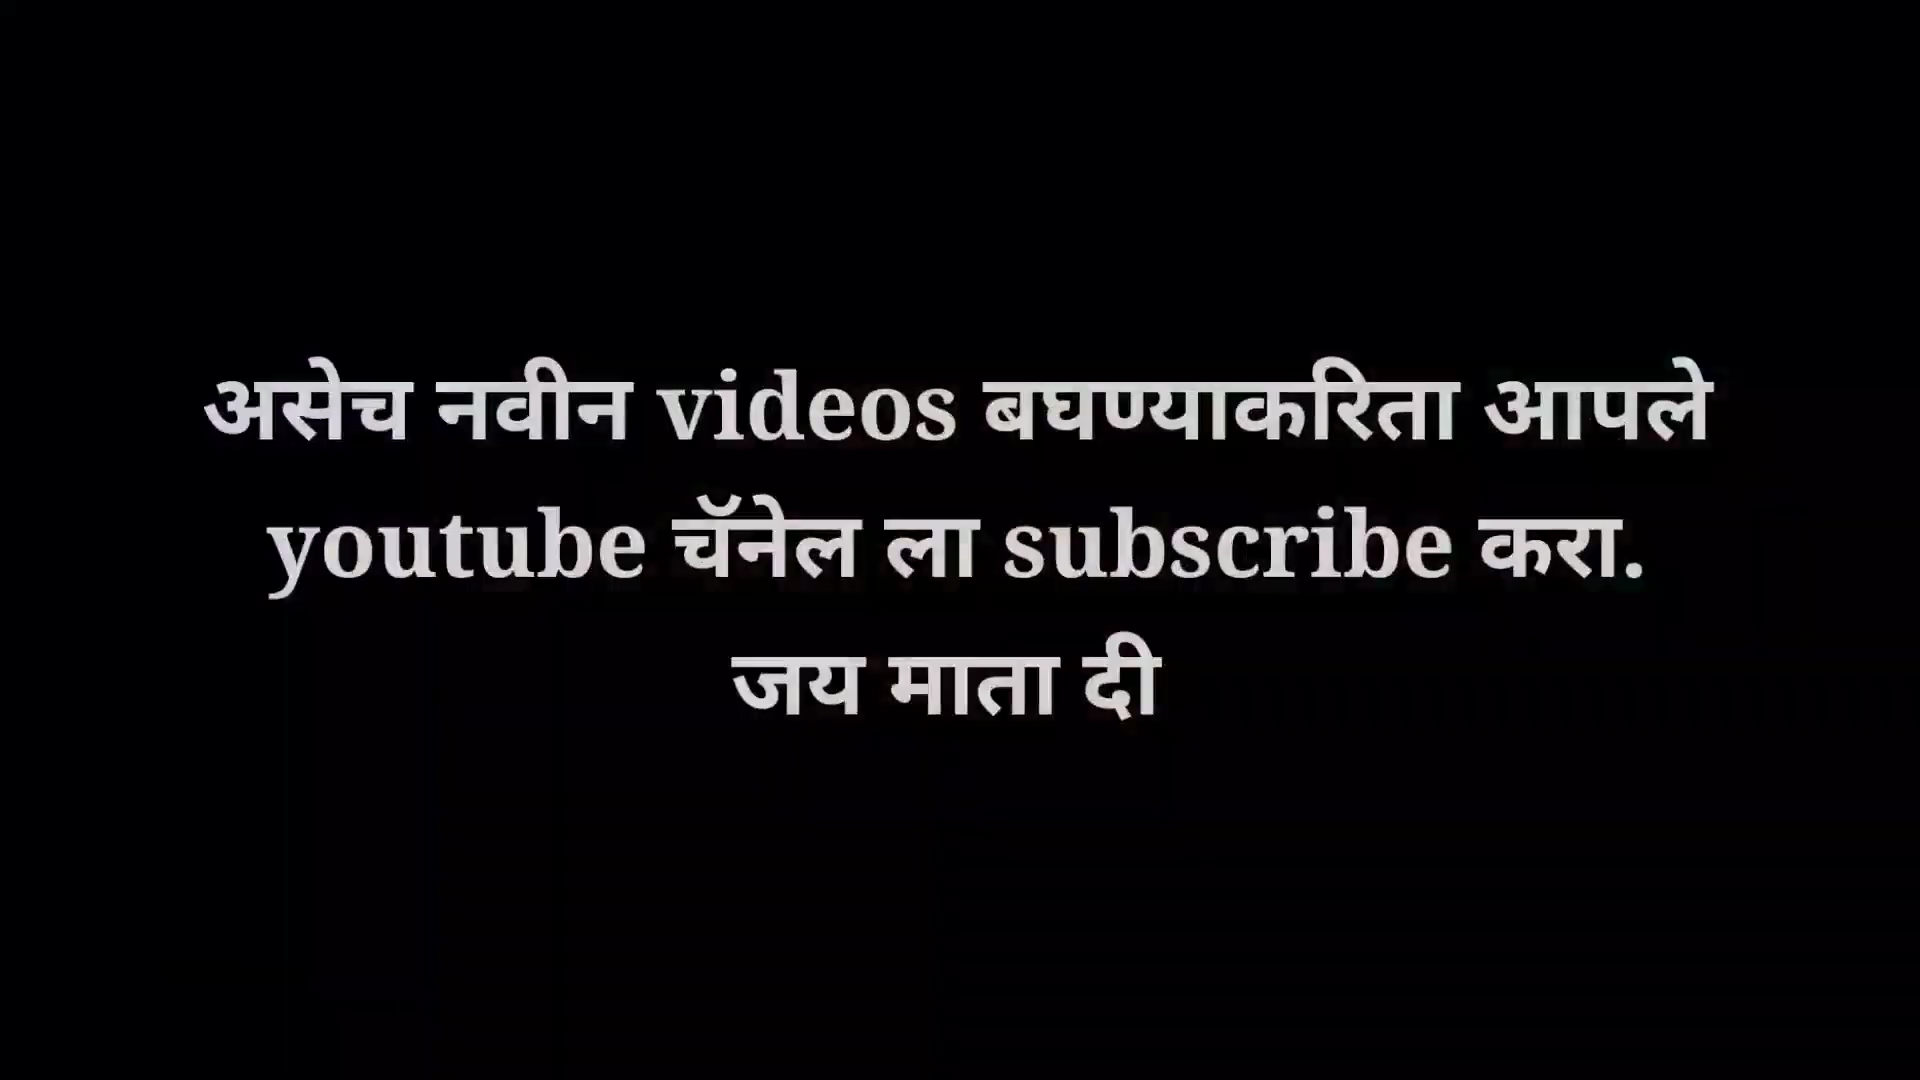 असेच नवीन videos बघण्याकरिता आपले
youtube चॅनेल ला subscribe करा.
जय माता दी